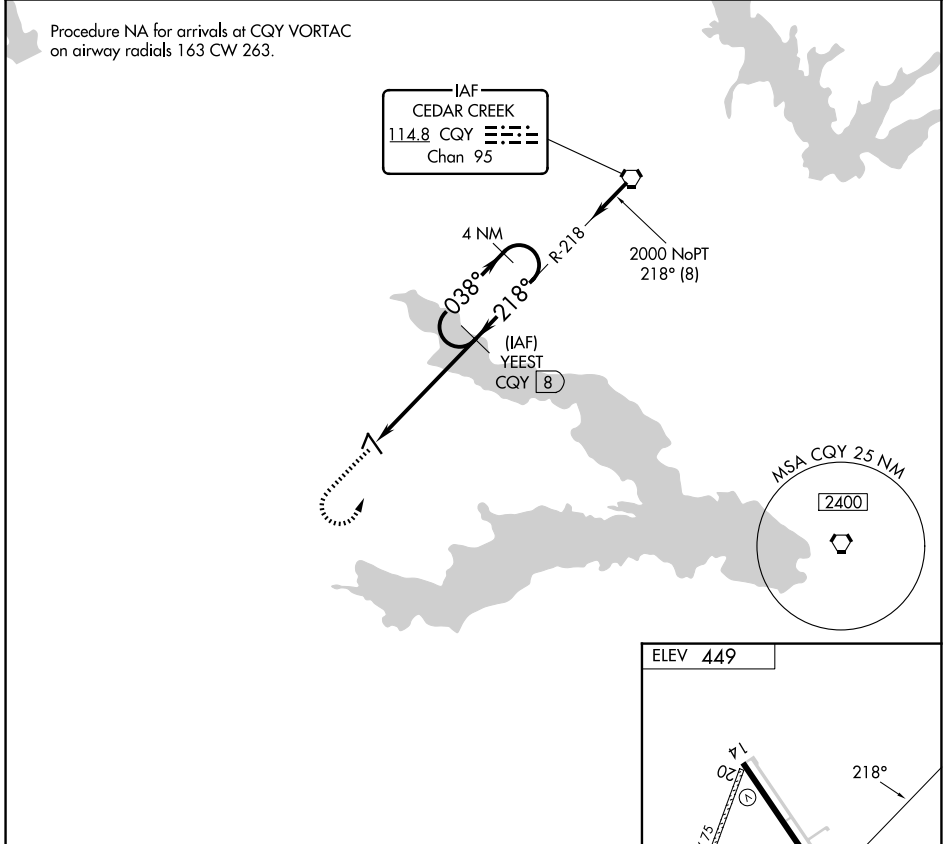 Procedure NA for arrivals at CQY VORTAC
on airway radials 163 CW 263.
IAF
CEDAR CREEK
114.8 CQY
Chan 95
4 NM
R-218
2000 NoPT
218° (8)
038°
218°
(IAF)
YEEST
CQY 8
MSA CQY 25 NM
2400
ELEV 449
14
20
V
218°
75